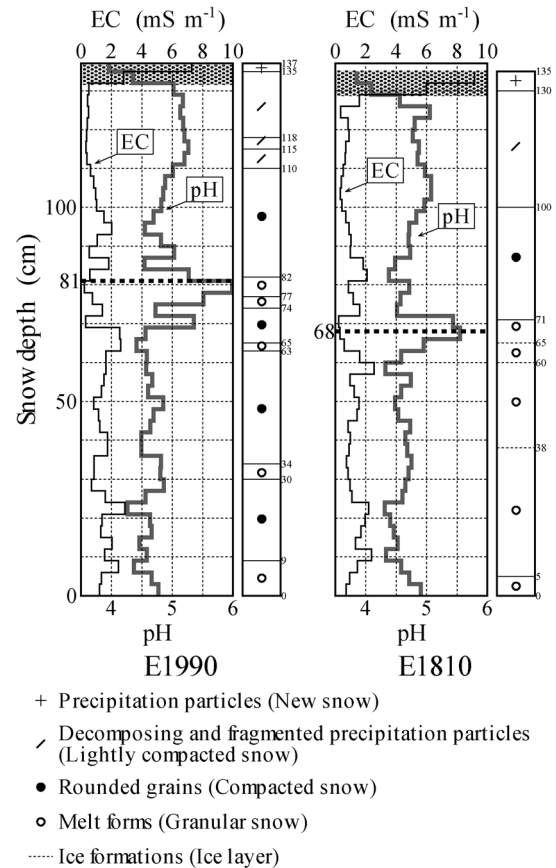 EC (mS m⁻¹) EC (mS m⁻¹)
0 2 4 6 8 10 0 2 4 6 8 10
137
135
118
115
110
82
77
74
65
63
34
30
9
0
135
130
100
71
65
60
38
5
0
EC
pH
EC
pH
100
81
50
0
68
Snow depth (cm)
4 5 6 4 5 6
pH pH
E1990 E1810
+ Precipitation particles (New snow)
/ Decomposing and fragmented precipitation particles
(Lightly compacted snow)
● Rounded grains (Compacted snow)
○ Melt forms (Granular snow)
----- Ice formations (Ice layer)